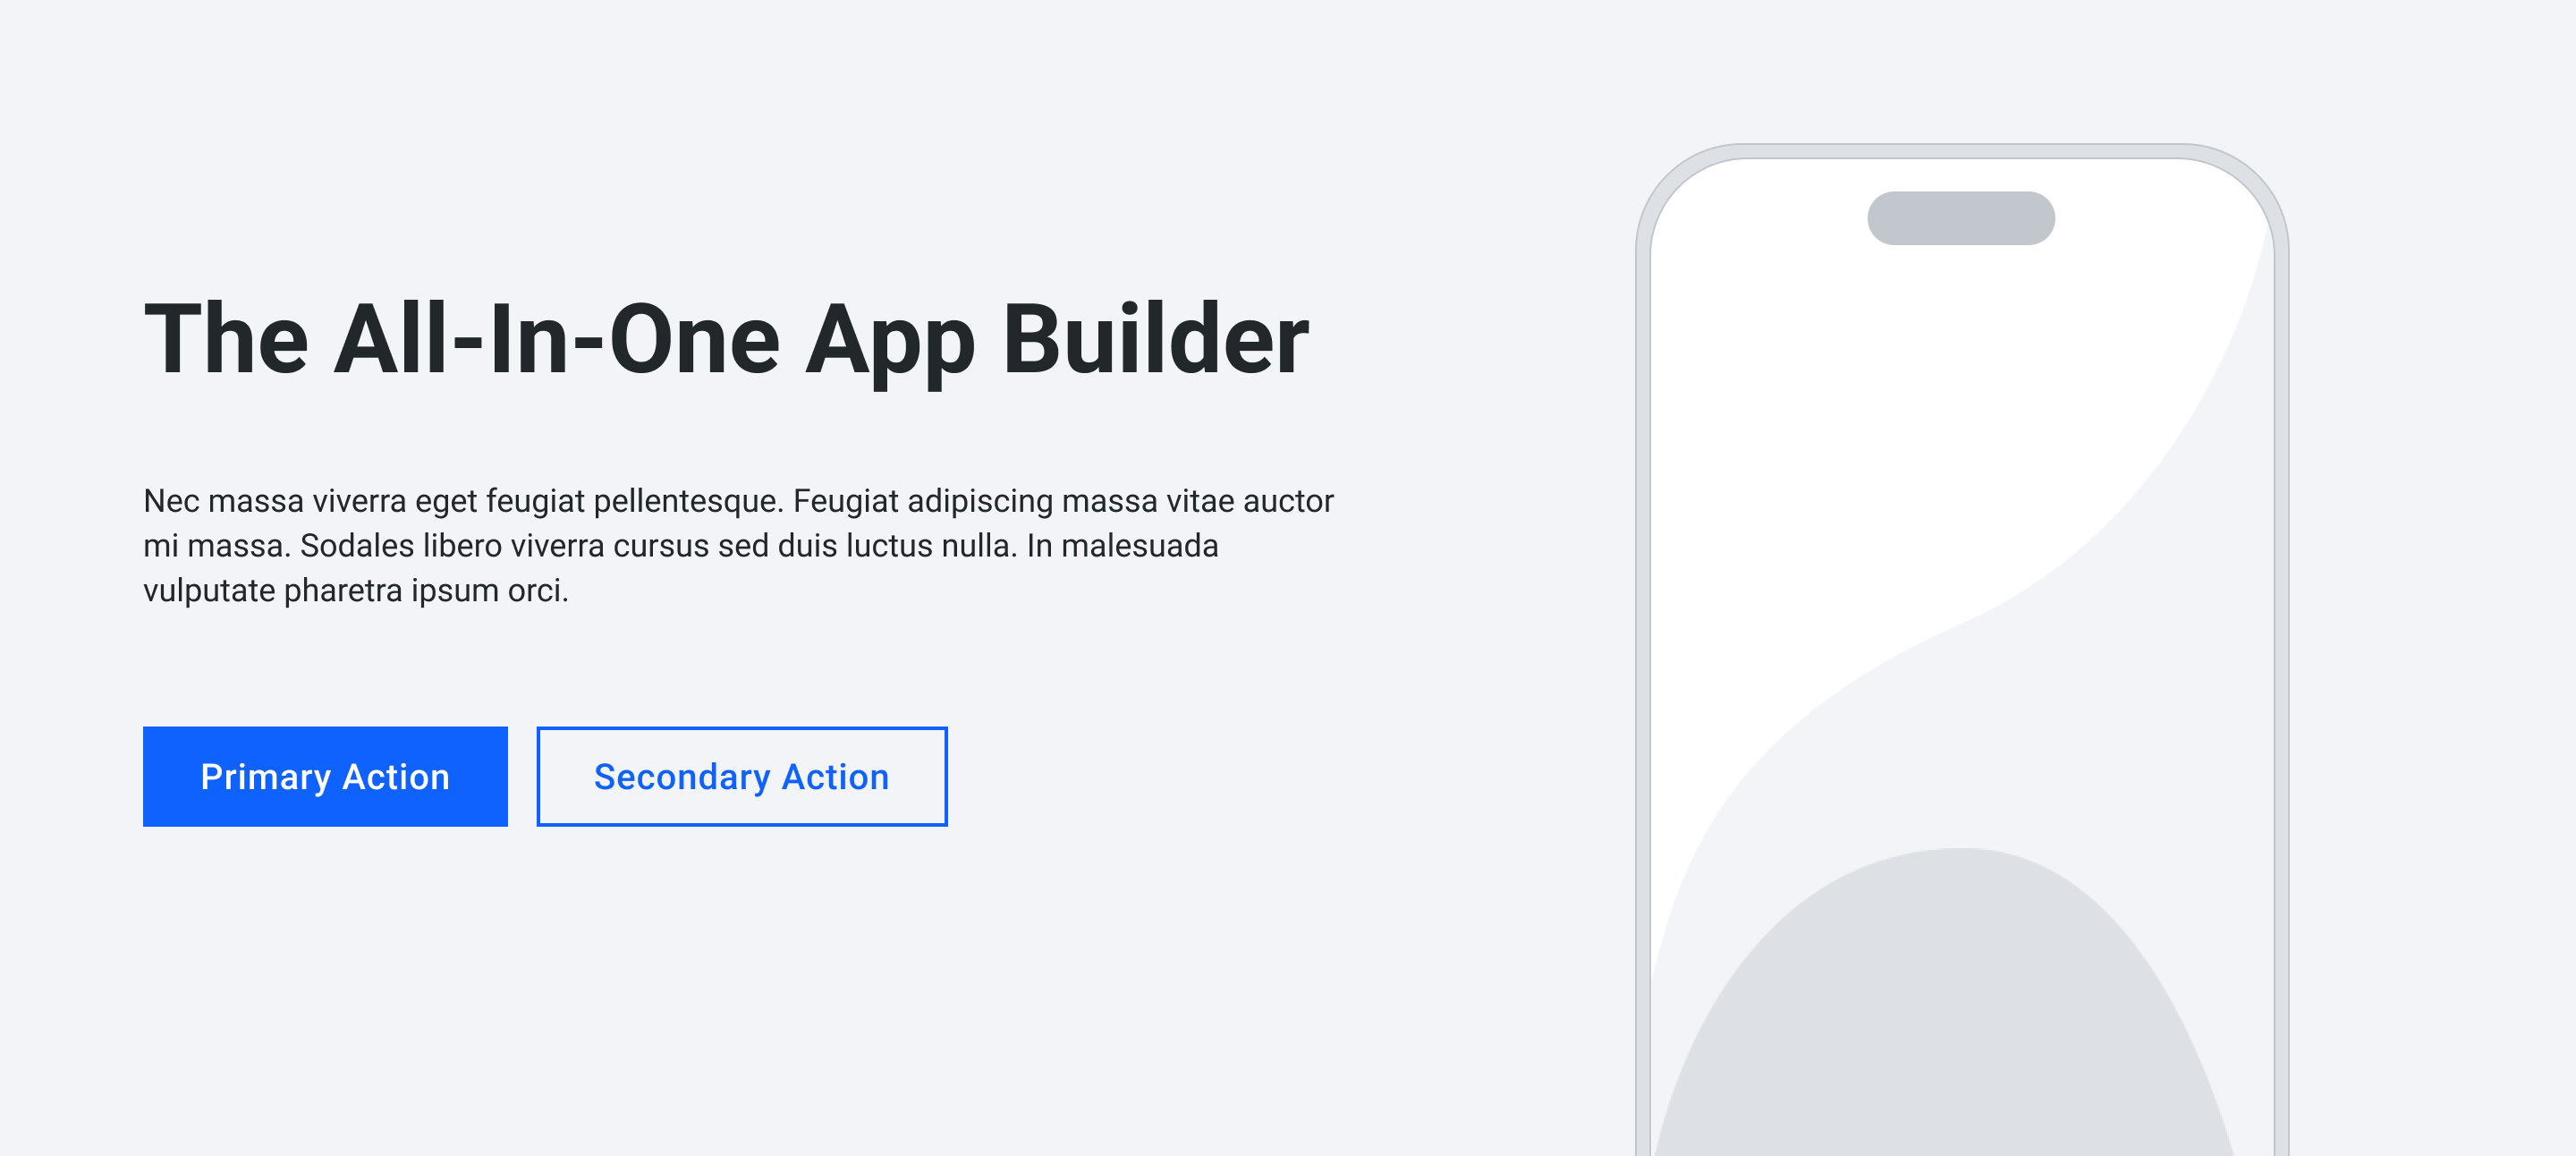 The All-In-One App Builder
Nec massa viverra eget feugiat pellentesque. Feugiat adipiscing massa vitae auctor
mi massa. Sodales libero viverra cursus sed duis luctus nulla. In malesuada
vulputate pharetra ipsum orci.
Primary Action
Secondary Action